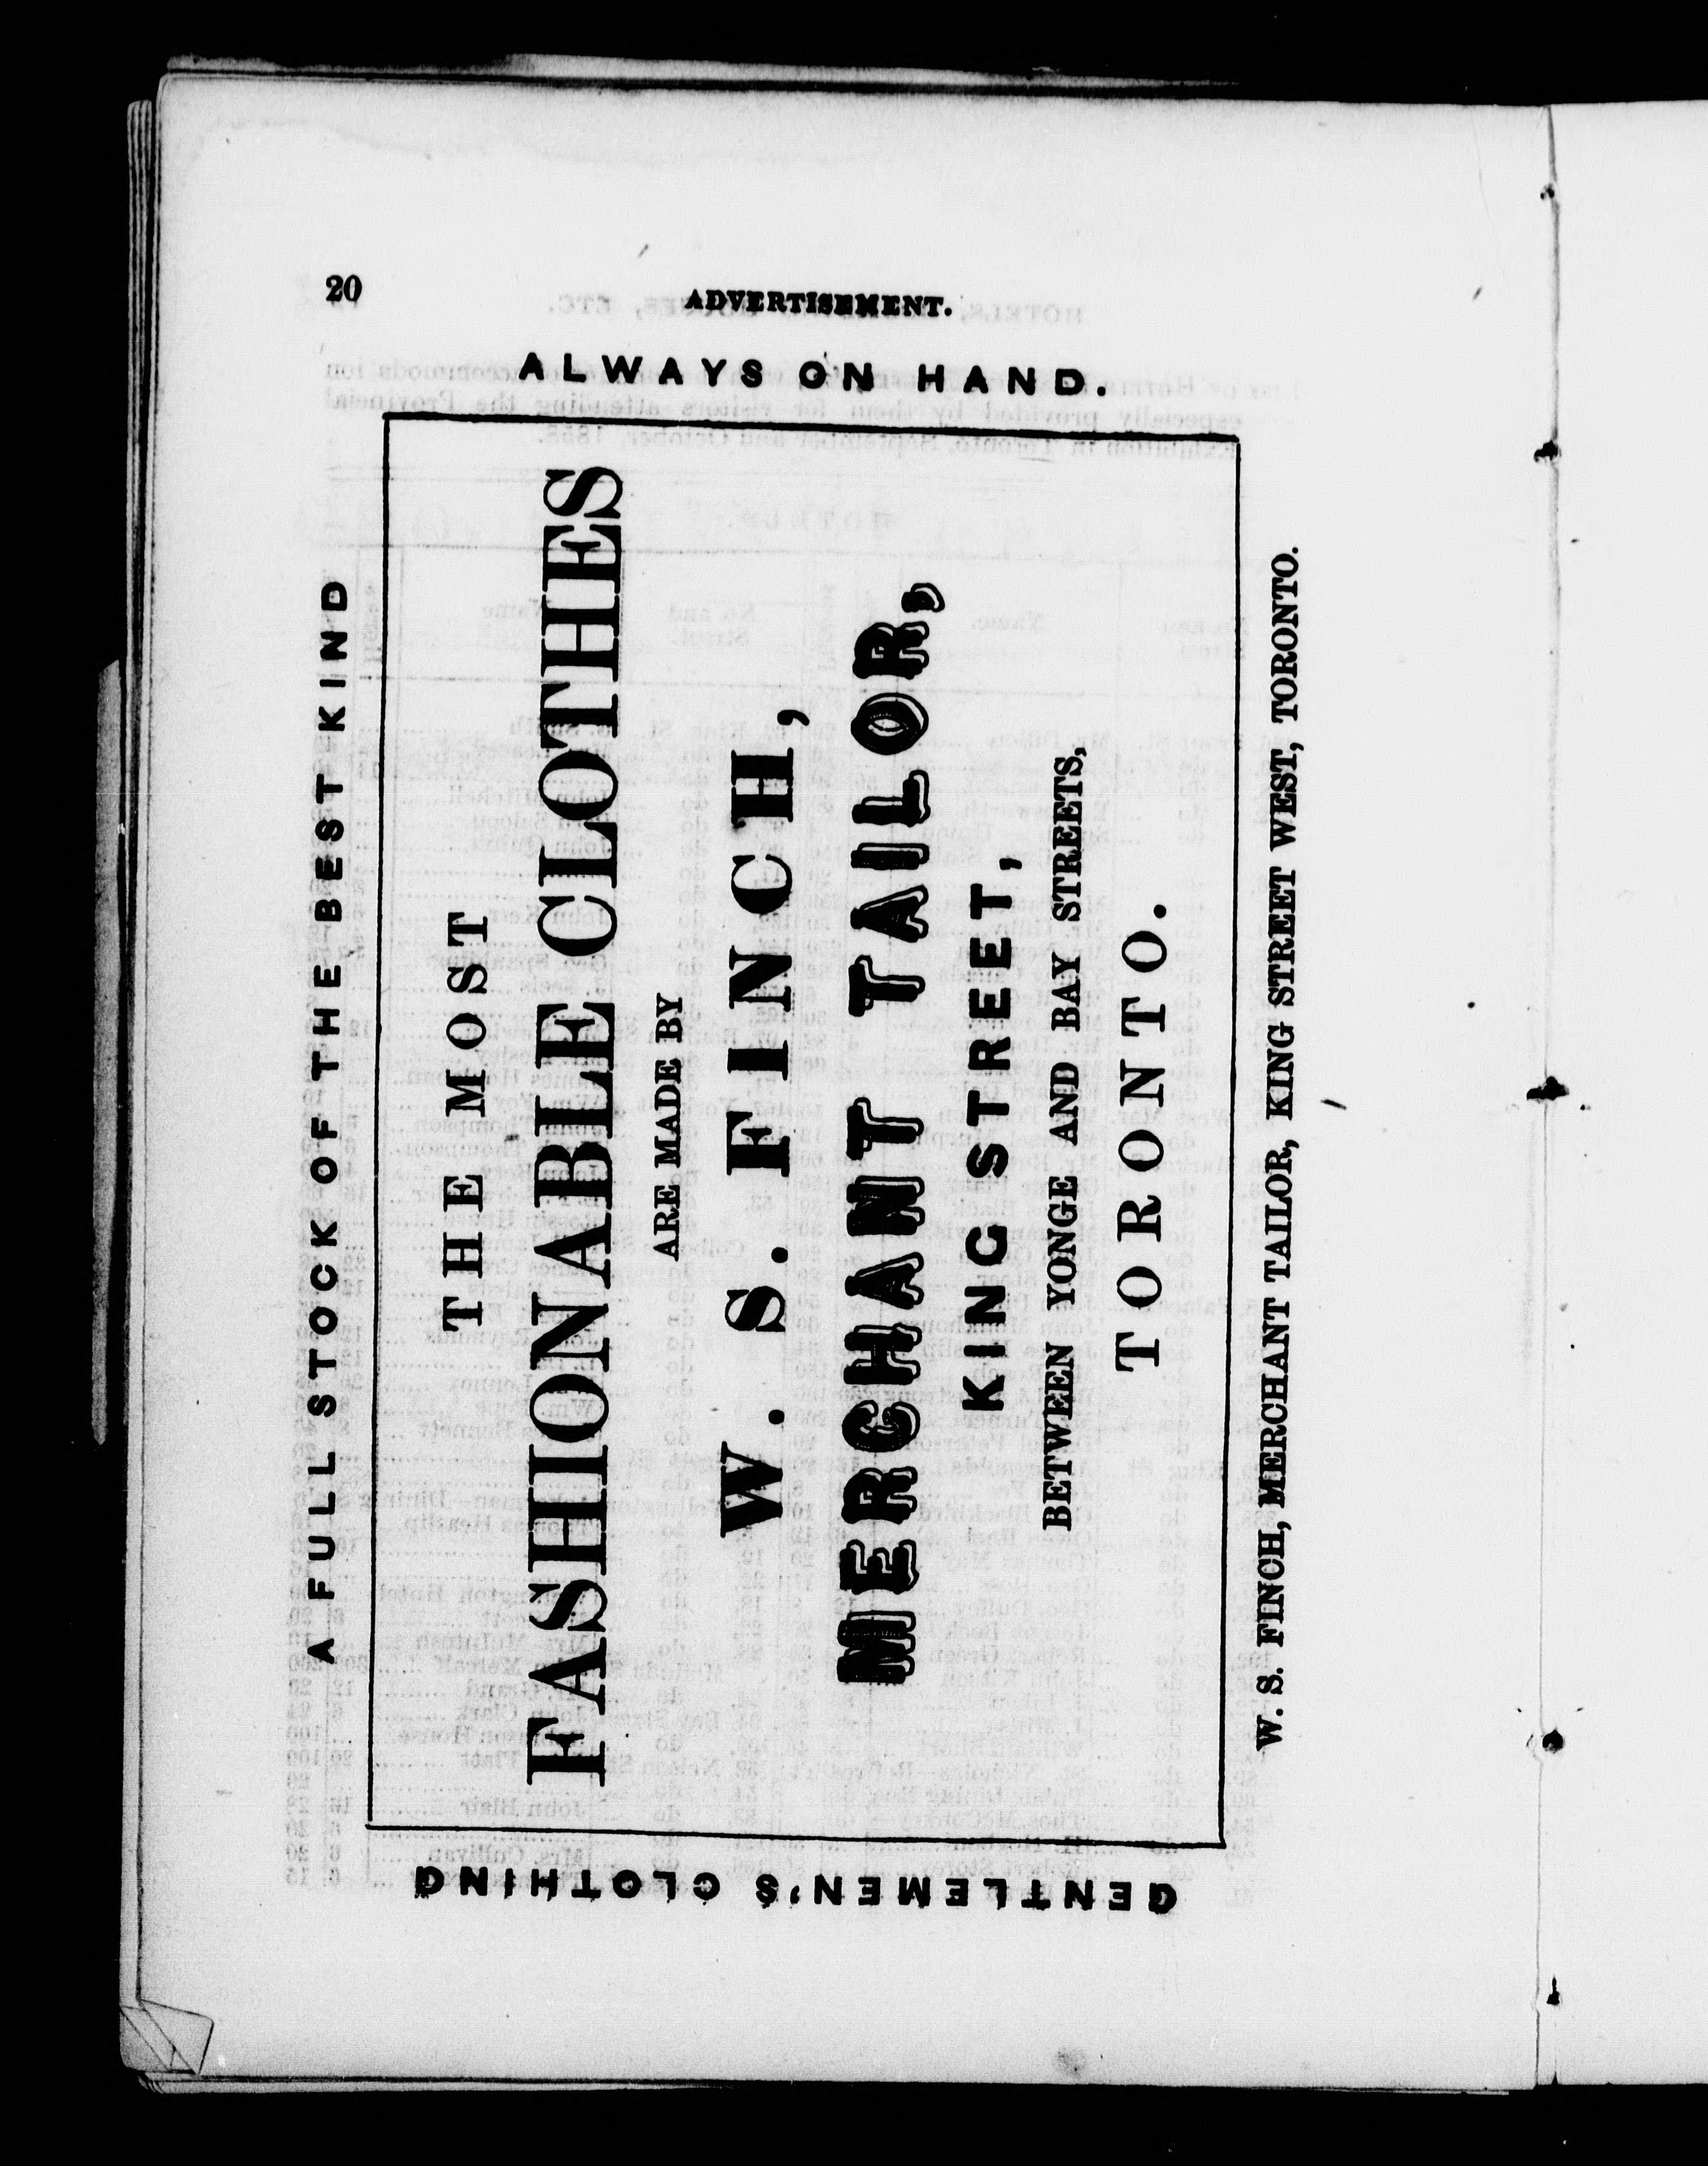 20
ADVERTISEMENT.
GENTLEMEN'S CLOTHING
A FULL STOCK OF THE BEST KIND
ALWAYS ON HAND.
THE MOST
FASHIONABLE CLOTHES
ARE MADE BY
W. S. FINCH,
MERCHANT TAILOR,
KING STREET,
BETWEEN YONGE AND BAY STREETS,
TORONTO.
W. S. FINCH, MERCHANT TAILOR, KING STREET WEST, TORONTO.